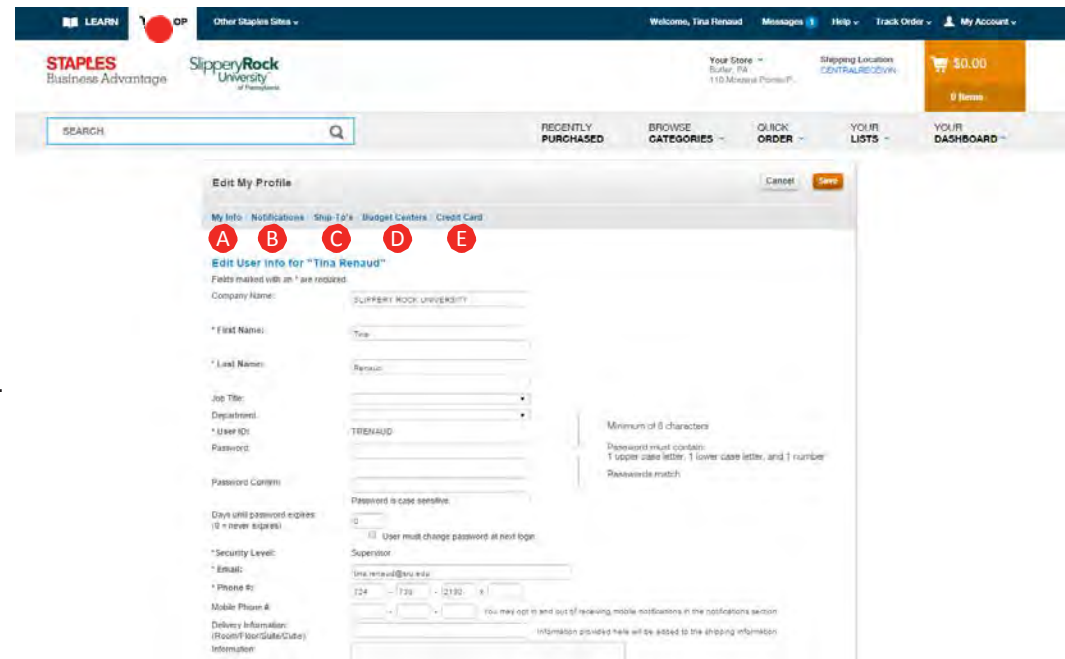 LEARN OP Other Staples Sites Welcome, Tina Renaud Messages 1 Help Track Order My Account
STAPLES
Business Advantage
SlipperyRock
University
of Pennsylvania
Your Store
Butler, PA
Shipping Location
CENTRALRECEIVIN
$0.00
0 Items
SEARCH
RECENTLY
PURCHASED
BROWSE
CATEGORIES
QUICK
ORDER
YOUR
LISTS
YOUR
DASHBOARD
Edit My Profile Cancel Save
My Info Notifications Ship-To's Budget Centers Credit Card
A B C D E
Edit User Info for "Tina Renaud"
Fields marked with an * are required.
Company Name: SLIPPERY ROCK UNIVERSITY
* First Name: Tina
* Last Name: Renaud
Job Title:
Department:
* User ID: TRENAUD
Password:
Minimum of 8 characters
Password must contain:
1 upper case letter, 1 lower case letter, and 1 number
Passwords match
Password Confirm:
Password is case sensitive.
Days until password expires:
(0 = never expires)
0
User must change password at next login
* Security Level: Supervisor
* Email: tina.renaud@sru.edu
* Phone #: 724 - 738 - 2100 x
Mobile Phone # - - You may opt in and out of receiving mobile notifications in the notifications section
Delivery Information:
(Room/Floor/Suite/Cube)
Information provided here will be added to the shipping information
Information: